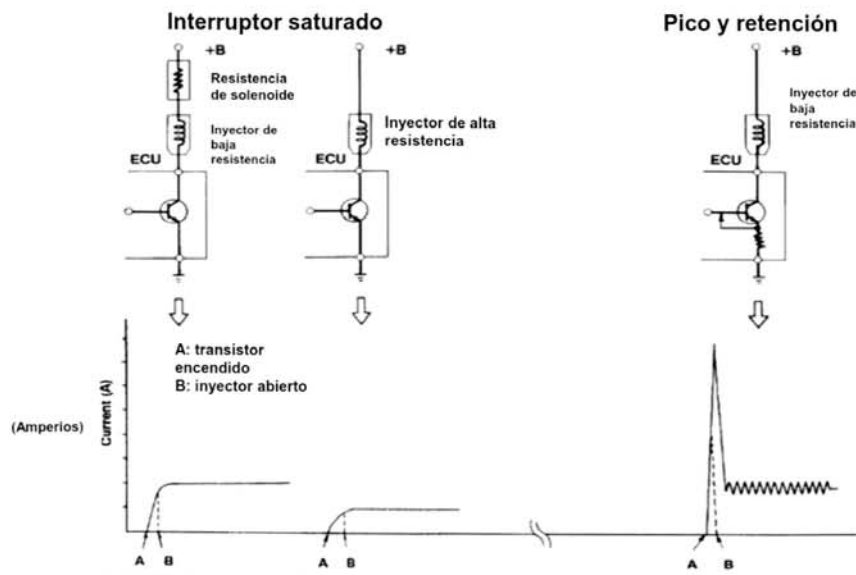 Interruptor saturado
Pico y retención
+B
+B
+B
Resistencia
de solenoide
Inyector de
baja
resistencia
Inyector de alta
resistencia
Inyector de
baja
resistencia
ECU
ECU
ECU
A: transistor
encendido
B: inyector abierto
(Amperios)
Current (A)
A B
A B
A B